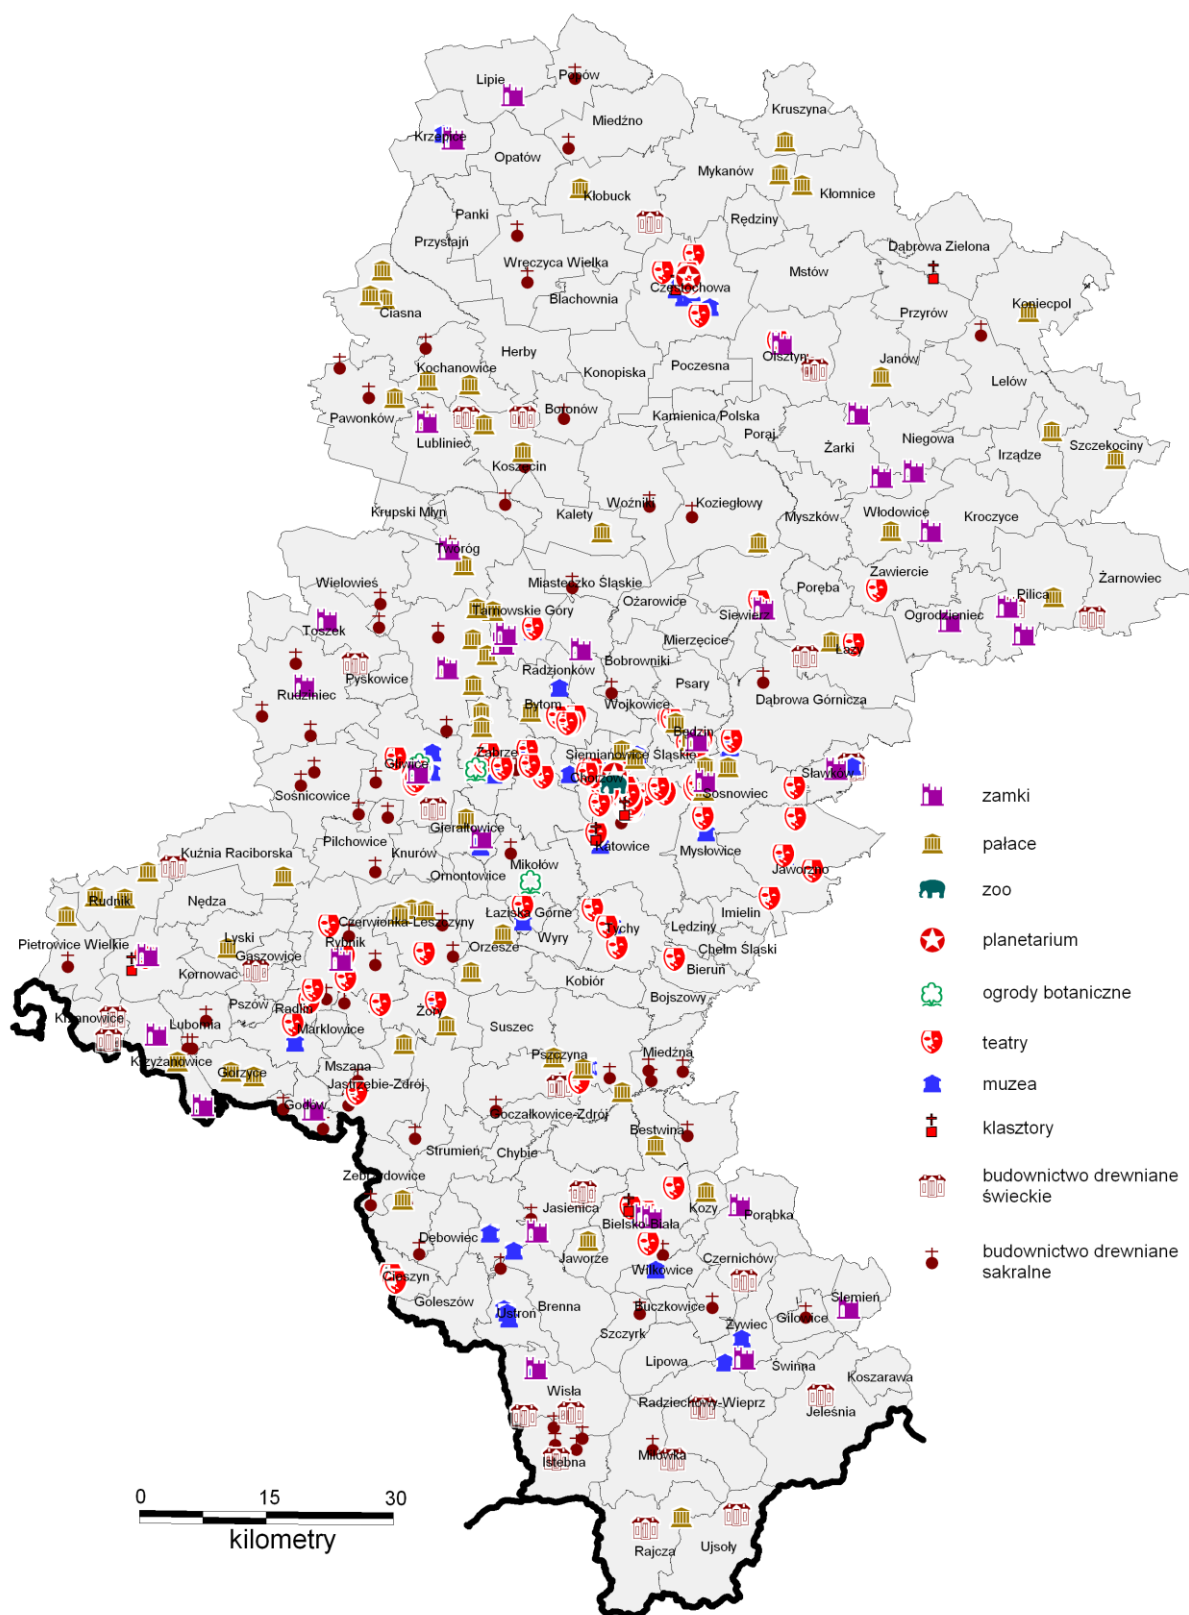 Popów
Lipie
Kruszyna
Miedźno
Krzepice
Opatów
Mykanów
Kłobuck
Kłomnice
Panki
Rędziny
Przystajń
Dąbrowa Zielona
Wręczyca Wielka
Mstów
Częstochowa
Blachownia
Koniecpol
Ciasna
Przyrów
Herby
Olsztyn
Janów
Kochanowice
Konopiska
Poczesna
Lelów
Pawonków
Boronów
Kamienica Polska
Poraj
Lubliniec
Żarki
Niegowa
Szczekociny
Irządze
Koszęcin
Woźniki
Koziegłowy
Krupski Młyn
Kalety
Myszków
Włodowice
Kroczyce
Tworóg
Zawiercie
Żarnowiec
Wielowieś
Miasteczko Śląskie
Poręba
Pilica
Ożarowice
Tarnowskie Góry
Siewierz
Ogrodzieniec
Toszek
Mierzęcice
Łazy
Radzionków
Bobrowniki
Pyskowice
Psary
Rudziniec
Dąbrowa Górnicza
Bytom
Wojkowice
Będzin
Zabrze
Siemianowice Śląskie
Gliwice
Sławków
Chorzów
Sosnowiec
Sośnicowice
Gierałtowice
Pilchowice
Knurów
Katowice
Mysłowice
Kuźnia Raciborska
Mikołów
Jaworzno
Ornontowice
Rudnik
Nędza
Łaziska Górne
Imielin
Czerwionka-Leszczyny
Tychy
Lędziny
Pietrowice Wielkie
Lyski
Rybnik
Orzesze
Wyry
Chełm Śląski
Gaszowice
Kornowac
Bieruń
Kobiór
Bojszowy
Pszów
Radlin
Żory
Krzanowice
Lubomia
Marklowice
Suszec
Krzyżanowice
Mszana
Pszczyna
Miedźna
Gorzyce
Jastrzębie-Zdrój
Godów
Goczałkowice-Zdrój
Bestwina
Strumień
Chybie
Zebrzydowice
Jasienica
Kozy
Porąbka
Bielsko-Biała
Dębowiec
Jaworze
Czernichów
Wilkowice
Cieszyn
Ślemień
Goleszów
Ustroń
Brenna
Buczkowice
Gilowice
Szczyrk
Żywiec
Lipowa
Świnna
Koszarawa
Wisła
Radziechowy-Wieprz
Jeleśnia
Istebna
Milówka
Rajcza
Ujsoły
zamki
pałace
zoo
planetarium
ogrody botaniczne
teatry
muzea
klasztory
budownictwo drewniane
świeckie
budownictwo drewniane
sakralne
0 15 30
kilometry